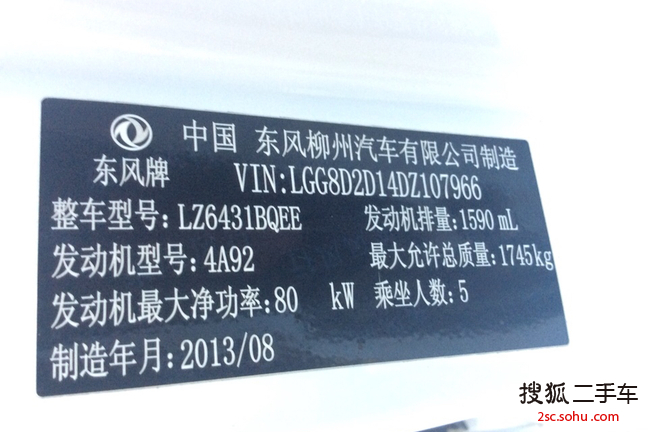 中国 东风柳州汽车有限公司制造
东风牌 VIN:LGG8D2D14DZ107966
整车型号:LZ6431BQEE 发动机排量:1590 mL
发动机型号:4A92 最大允许总质量:1745kg
发动机最大净功率:80 kW 乘坐人数:5
制造年月:2013/08
搜狐二手车
2sc.sohu.com